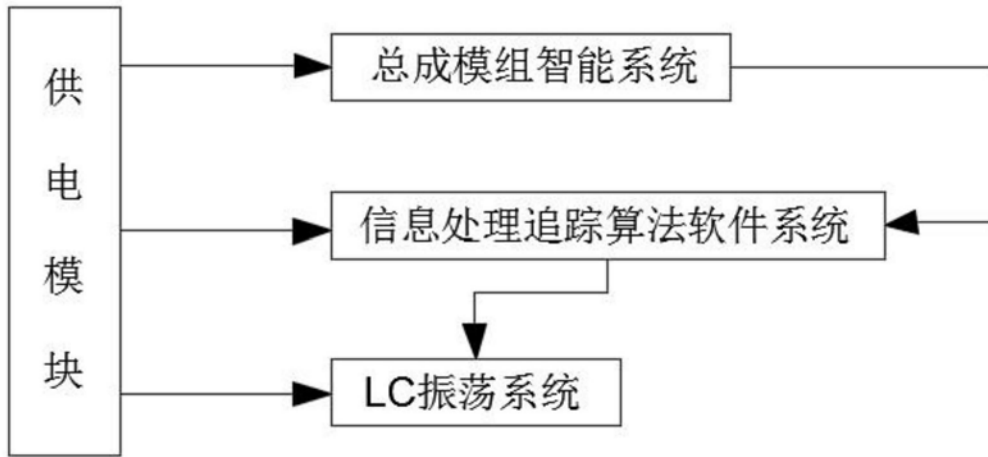 供电模块
总成模组智能系统
信息处理追踪算法软件系统
LC振荡系统